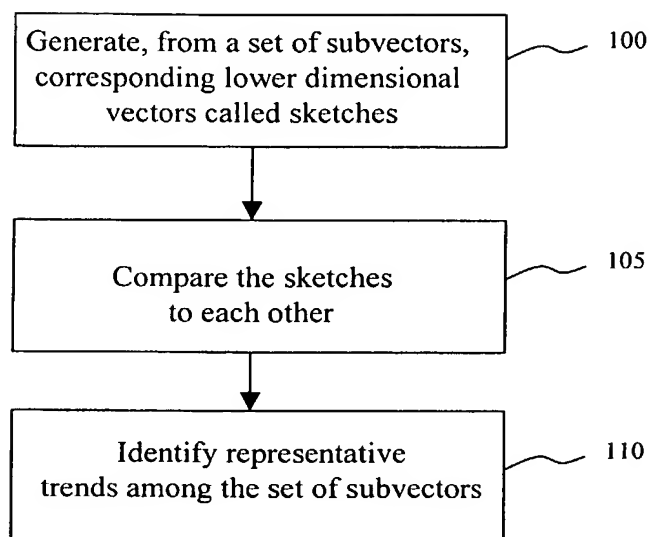 Generate, from a set of subvectors,
corresponding lower dimensional
vectors called sketches
100
Compare the sketches
to each other
105
Identify representative
trends among the set of subvectors
110